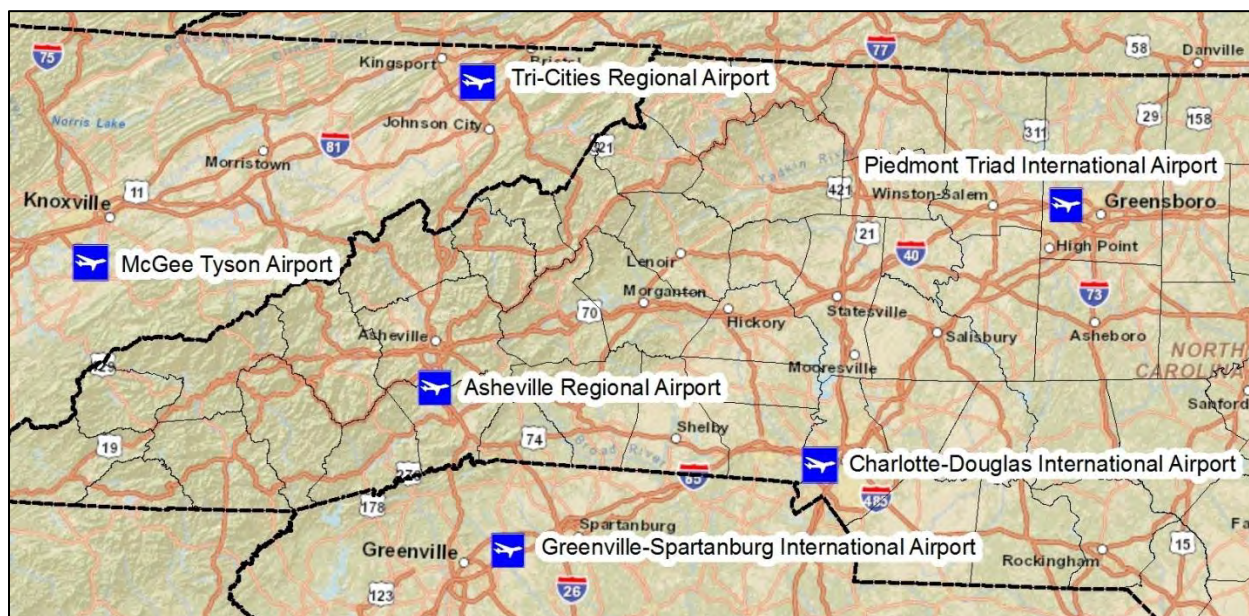 75
77
58
Danville
Kingsport
Bristol
Tri-Cities Regional Airport
Norris Lake
Johnson City
81
Morristown
321
311
29
158
Yadkin River
Piedmont Triad International Airport
11
Knoxville
421
Winston-Salem
Greensboro
21
High Point
40
McGee Tyson Airport
Lenoir
Morganton
70
Hickory
Statesville
73
Salisbury
Asheboro
Asheville
129
Mooresville
NORTH
CAROLINA
Asheville Regional Airport
Sanford
19
74
Broad River
Shelby
276
85
Charlotte-Douglas International Airport
178
485
Spartanburg
Greenville
Greenville-Spartanburg International Airport
Rockingham
15
Fa
123
26